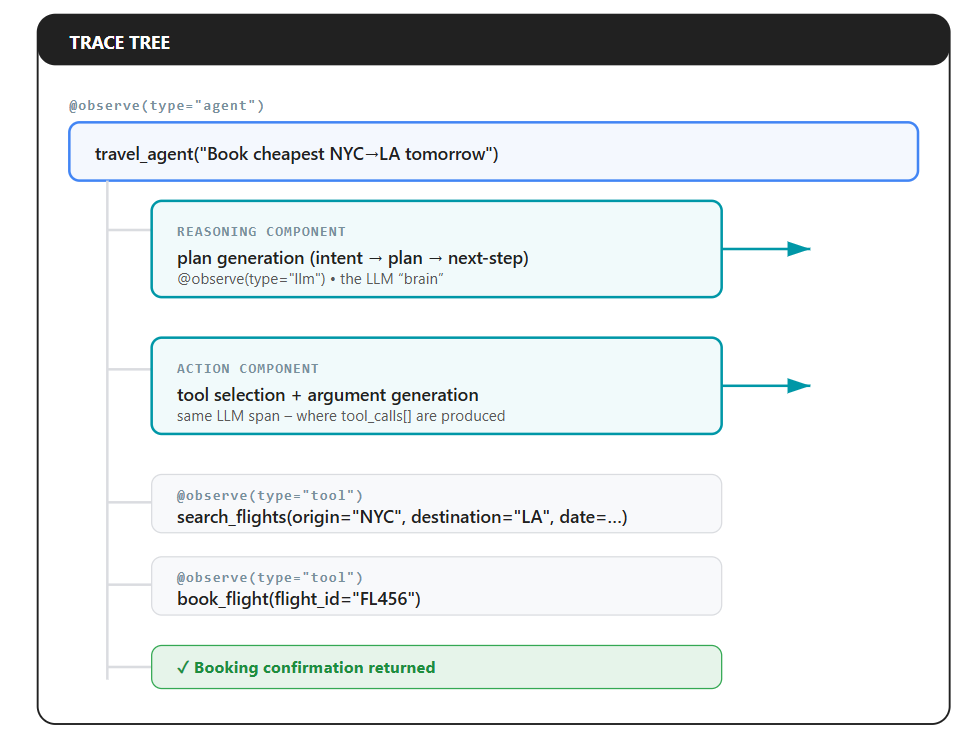 TRACE TREE
@observe(type="agent")
travel_agent("Book cheapest NYC→LA tomorrow")
REASONING COMPONENT
plan generation (intent → plan → next-step)
@observe(type="llm") • the LLM “brain”
ACTION COMPONENT
tool selection + argument generation
same LLM span – where tool_calls[] are produced
@observe(type="tool")
search_flights(origin="NYC", destination="LA", date=...)
@observe(type="tool")
book_flight(flight_id="FL456")
✓ Booking confirmation returned